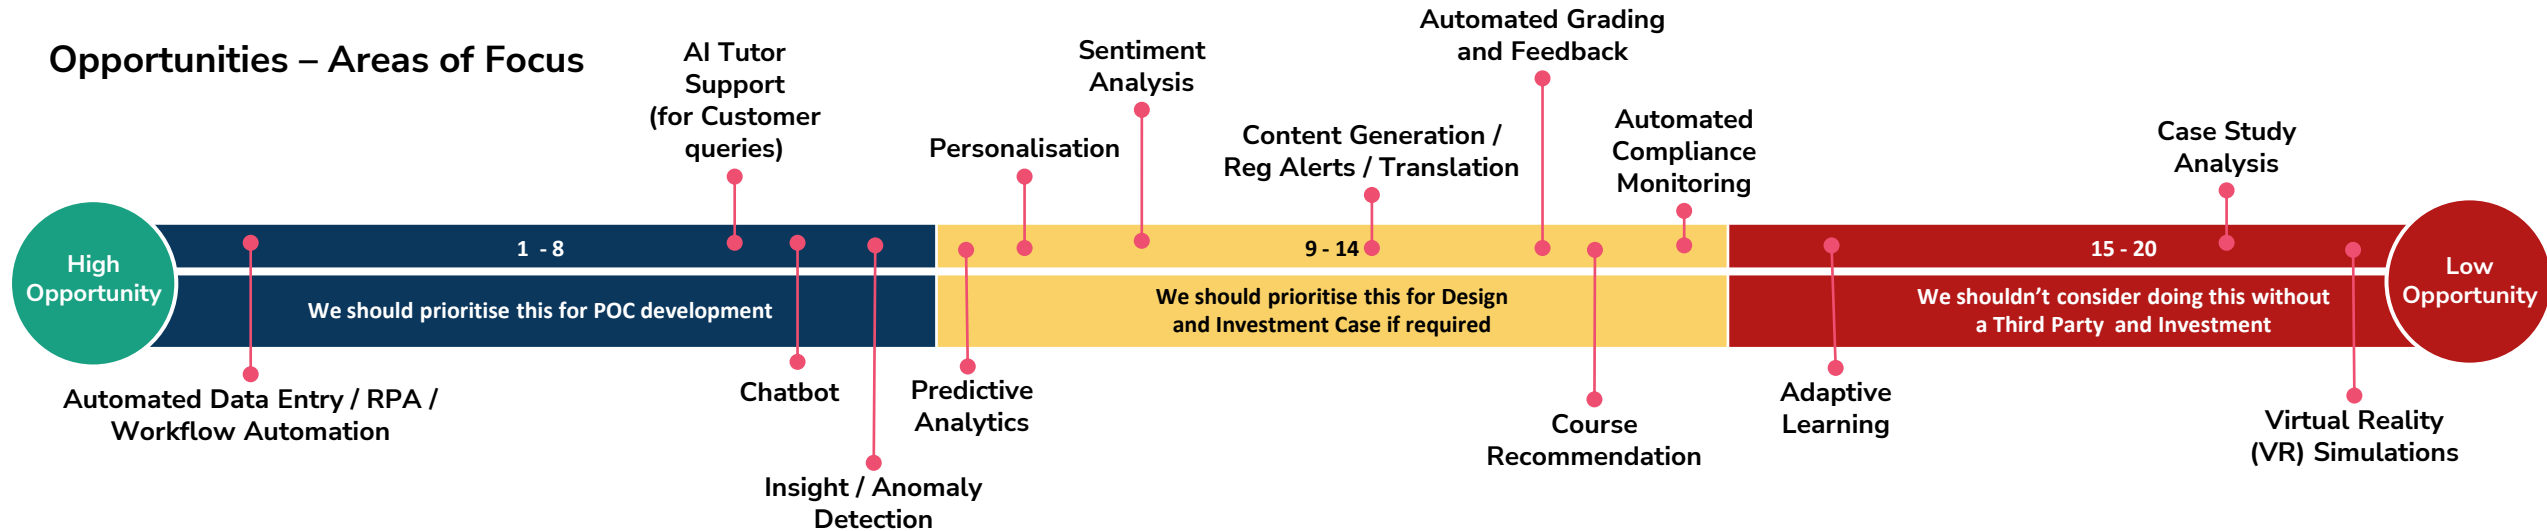 Opportunities – Areas of Focus
AI Tutor
Support
(for Customer
queries)
Personalisation
Sentiment
Analysis
Content Generation /
Reg Alerts / Translation
Automated Grading
and Feedback
Automated
Compliance
Monitoring
Case Study
Analysis
High
Opportunity
1 - 8
9 - 14
15 - 20
We should prioritise this for POC development
We should prioritise this for Design
and Investment Case if required
We shouldn’t consider doing this without
a Third Party and Investment
Low
Opportunity
Automated Data Entry / RPA /
Workflow Automation
Chatbot
Insight / Anomaly
Detection
Predictive
Analytics
Course
Recommendation
Adaptive
Learning
Virtual Reality
(VR) Simulations